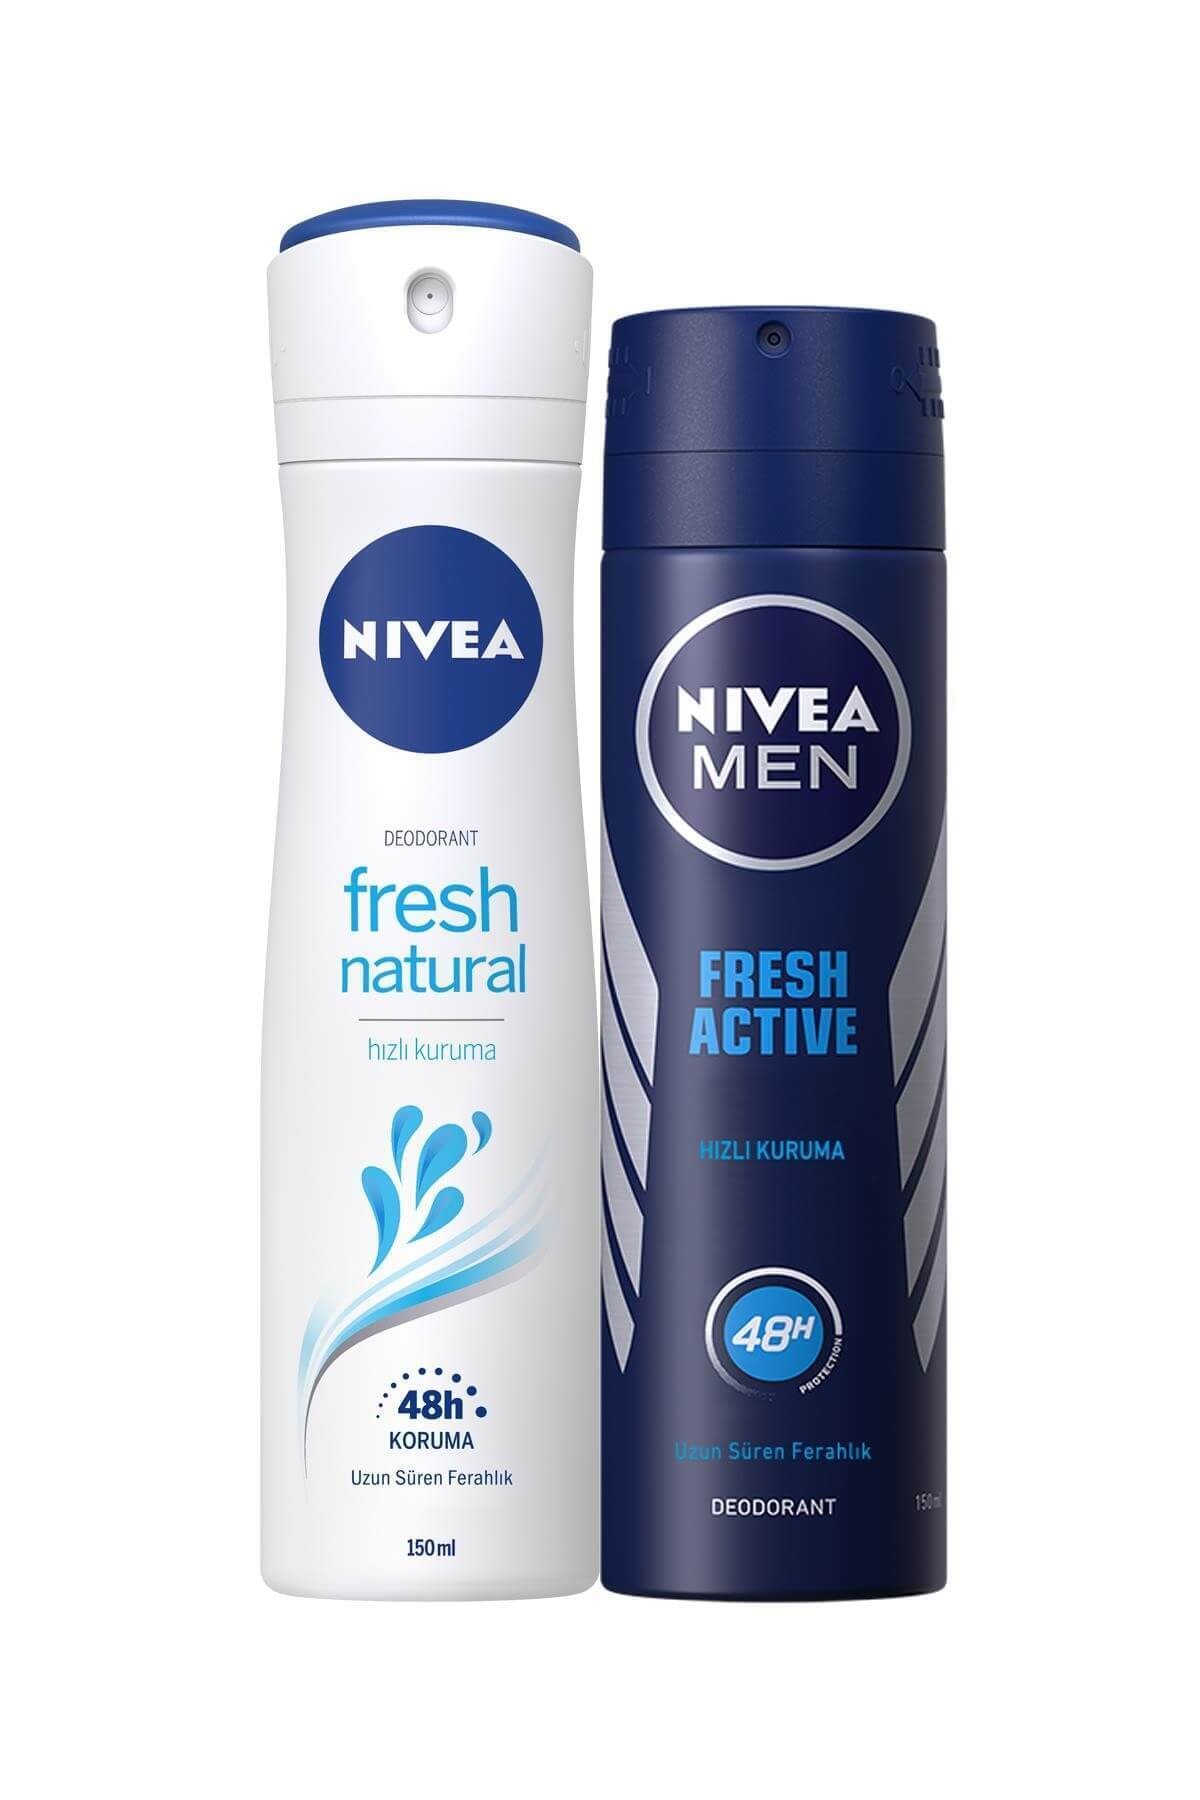 NIVEA
DEODORANT
fresh
natural
hızlı kuruma
48h
KORUMA
Uzun Süren Ferahlık
150ml
NIVEA
MEN
FRESH
ACTIVE
HIZLI KURUMA
48H
PROTECTION
Uzun Süren Ferahlık
DEODORANT
150ml